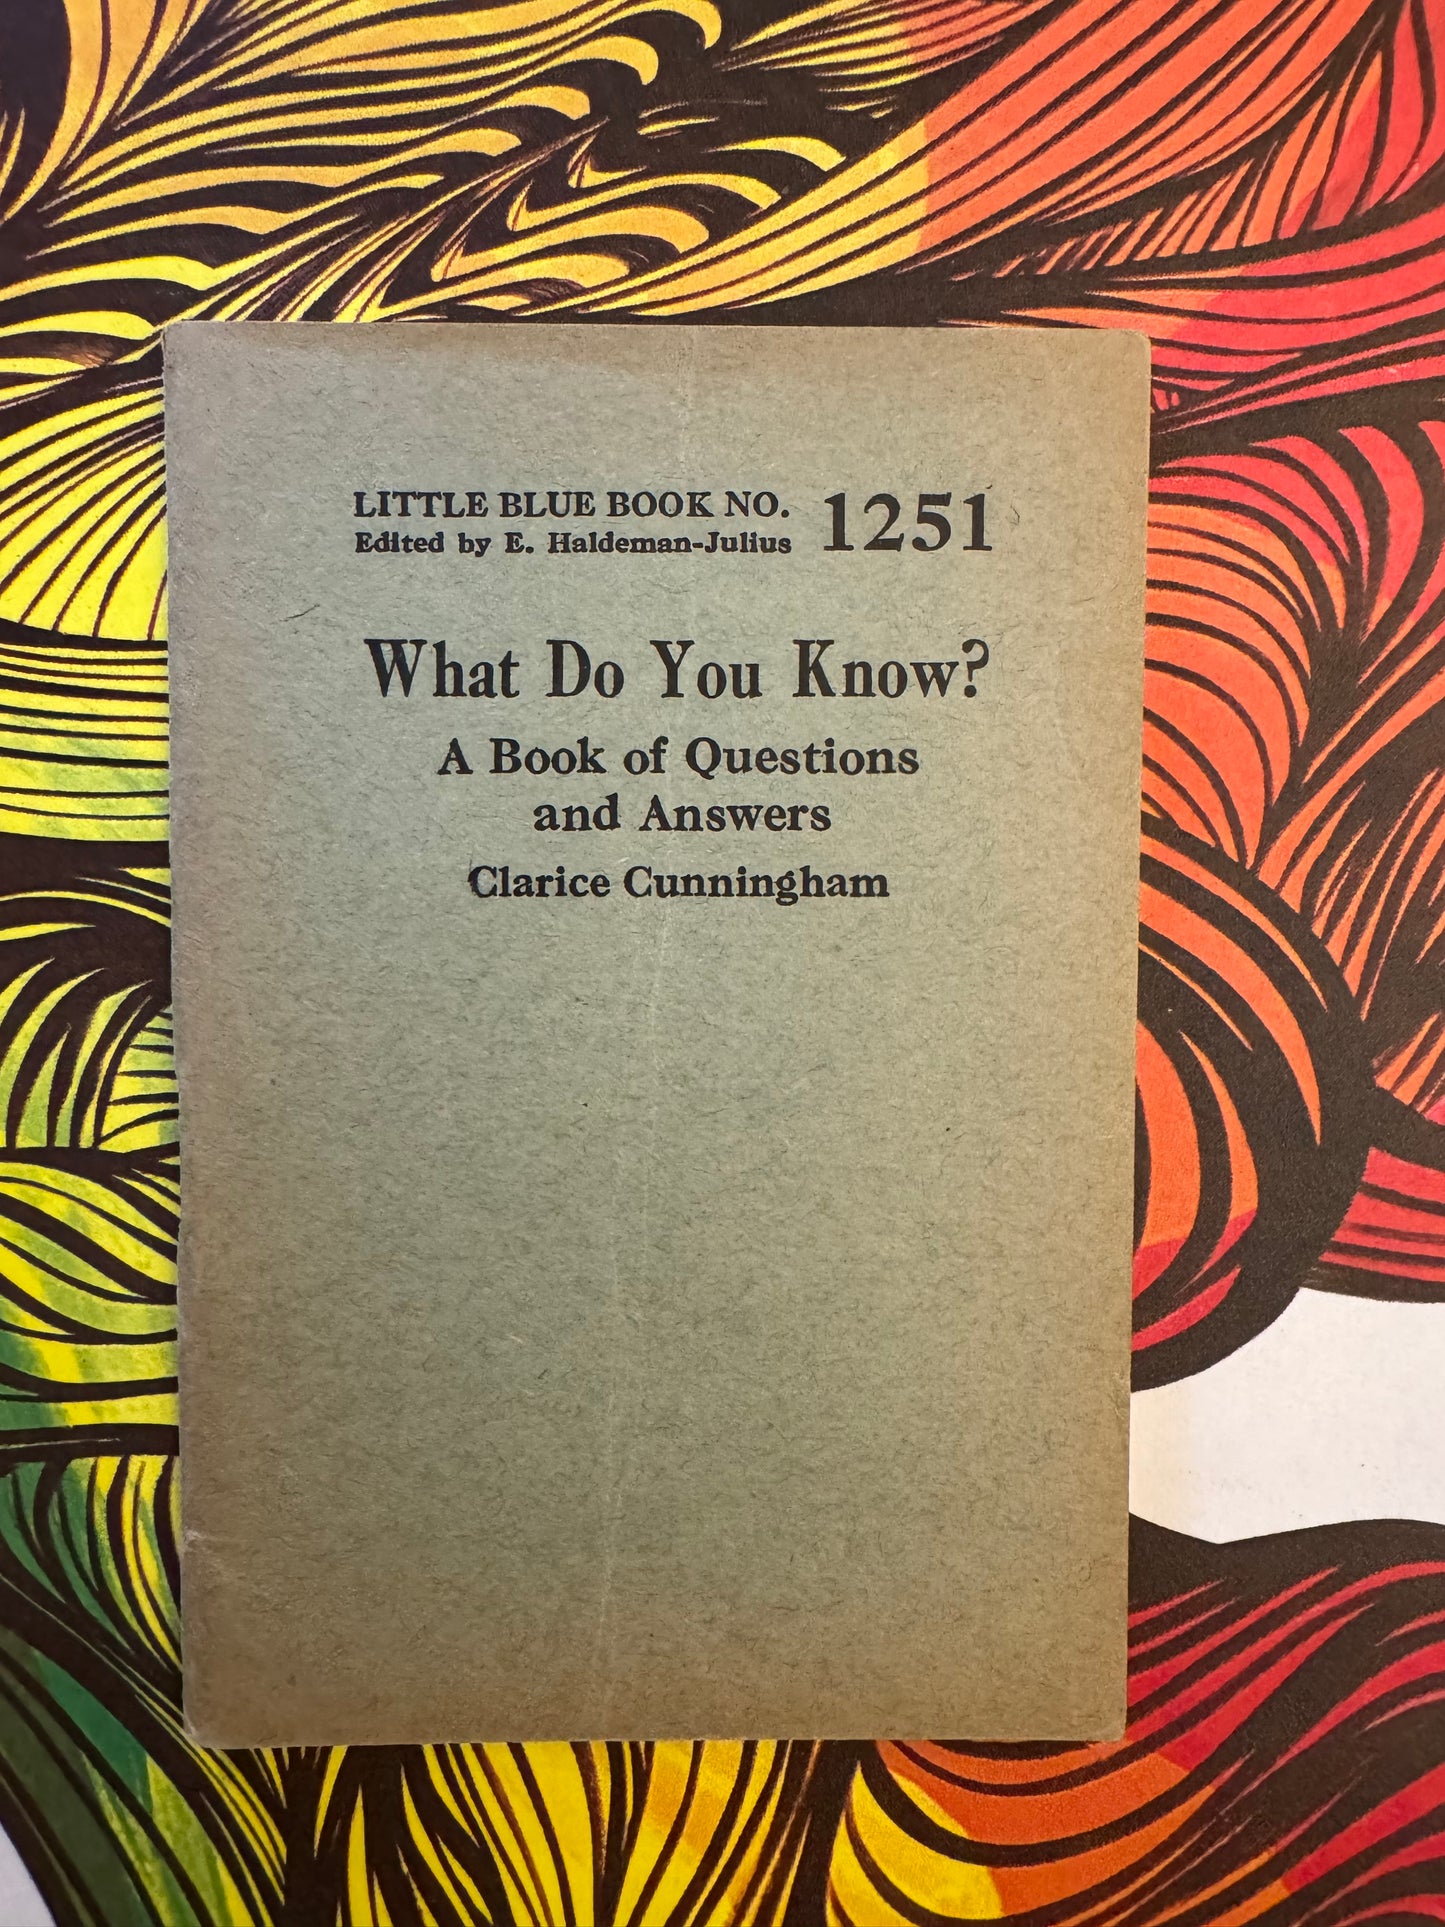 LITTLE BLUE BOOK NO. 1251
Edited by E. Haldeman-Julius
What Do You Know?
A Book of Questions
and Answers
Clarice Cunningham